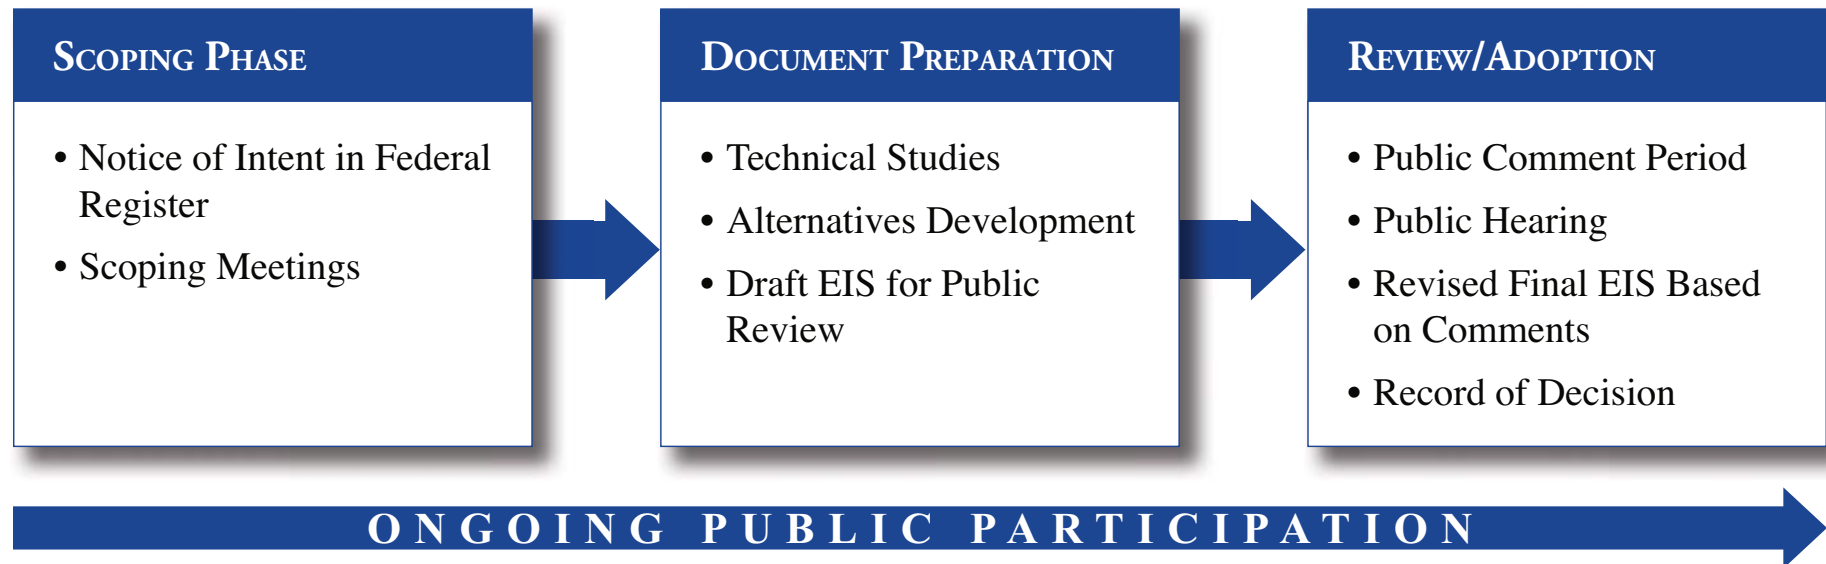 SCOPING PHASE
• Notice of Intent in Federal
Register
• Scoping Meetings
DOCUMENT PREPARATION
• Technical Studies
• Alternatives Development
• Draft EIS for Public
Review
REVIEW/ADOPTION
• Public Comment Period
• Public Hearing
• Revised Final EIS Based
on Comments
• Record of Decision
ONGOING PUBLIC PARTICIPATION